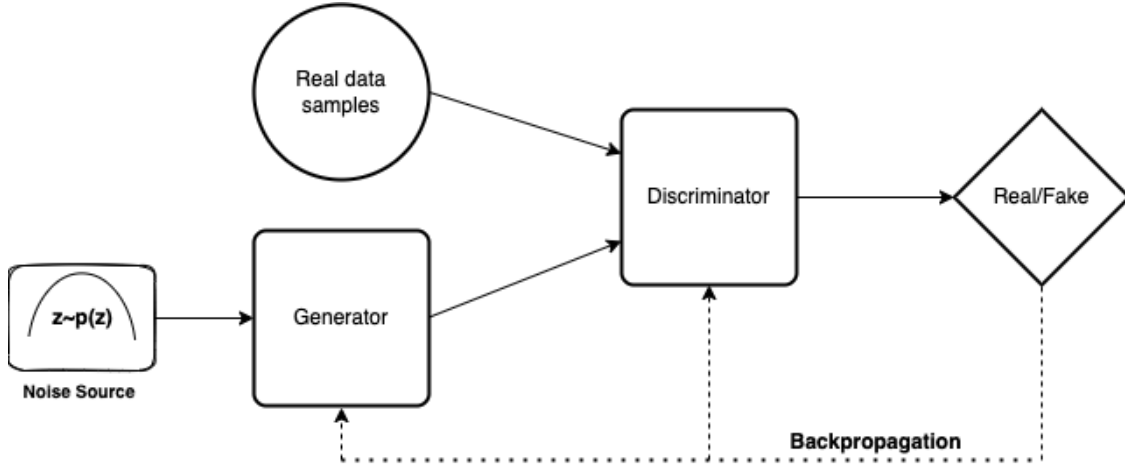 Real data
samples
Discriminator
Real/Fake
z~p(z)
Generator
Noise Source
Backpropagation